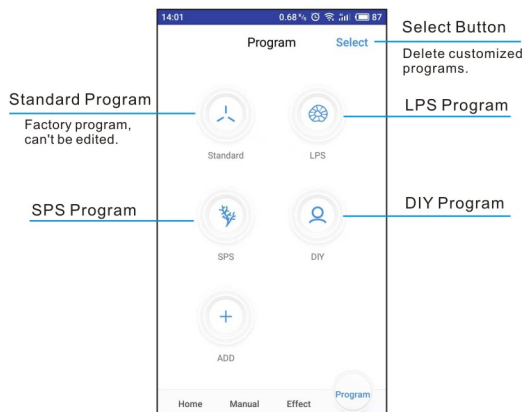 14:01
0.68 ᴷ/s
87
Program
Select
Select Button
Delete customized
programs.
Standard Program
Factory program,
can't be edited.
LPS Program
Standard
LPS
SPS Program
DIY Program
SPS
DIY
ADD
Home
Manual
Effect
Program